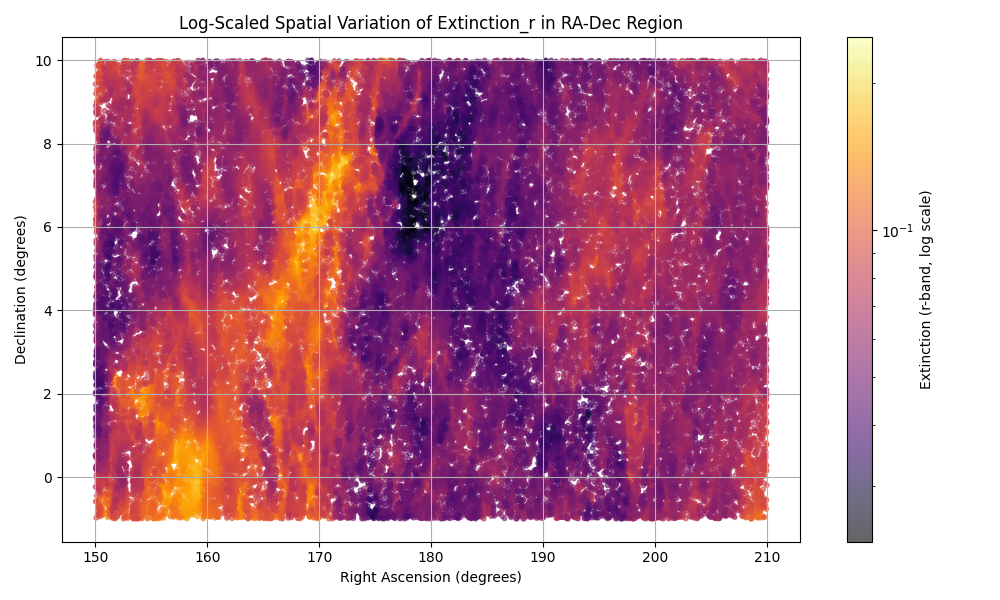 Log-Scaled Spatial Variation of Extinction_r in RA-Dec Region
Declination (degrees)
10
8
6
4
2
0
150 160 170 180 190 200 210
Right Ascension (degrees)
10⁻¹
Extinction (r-band, log scale)